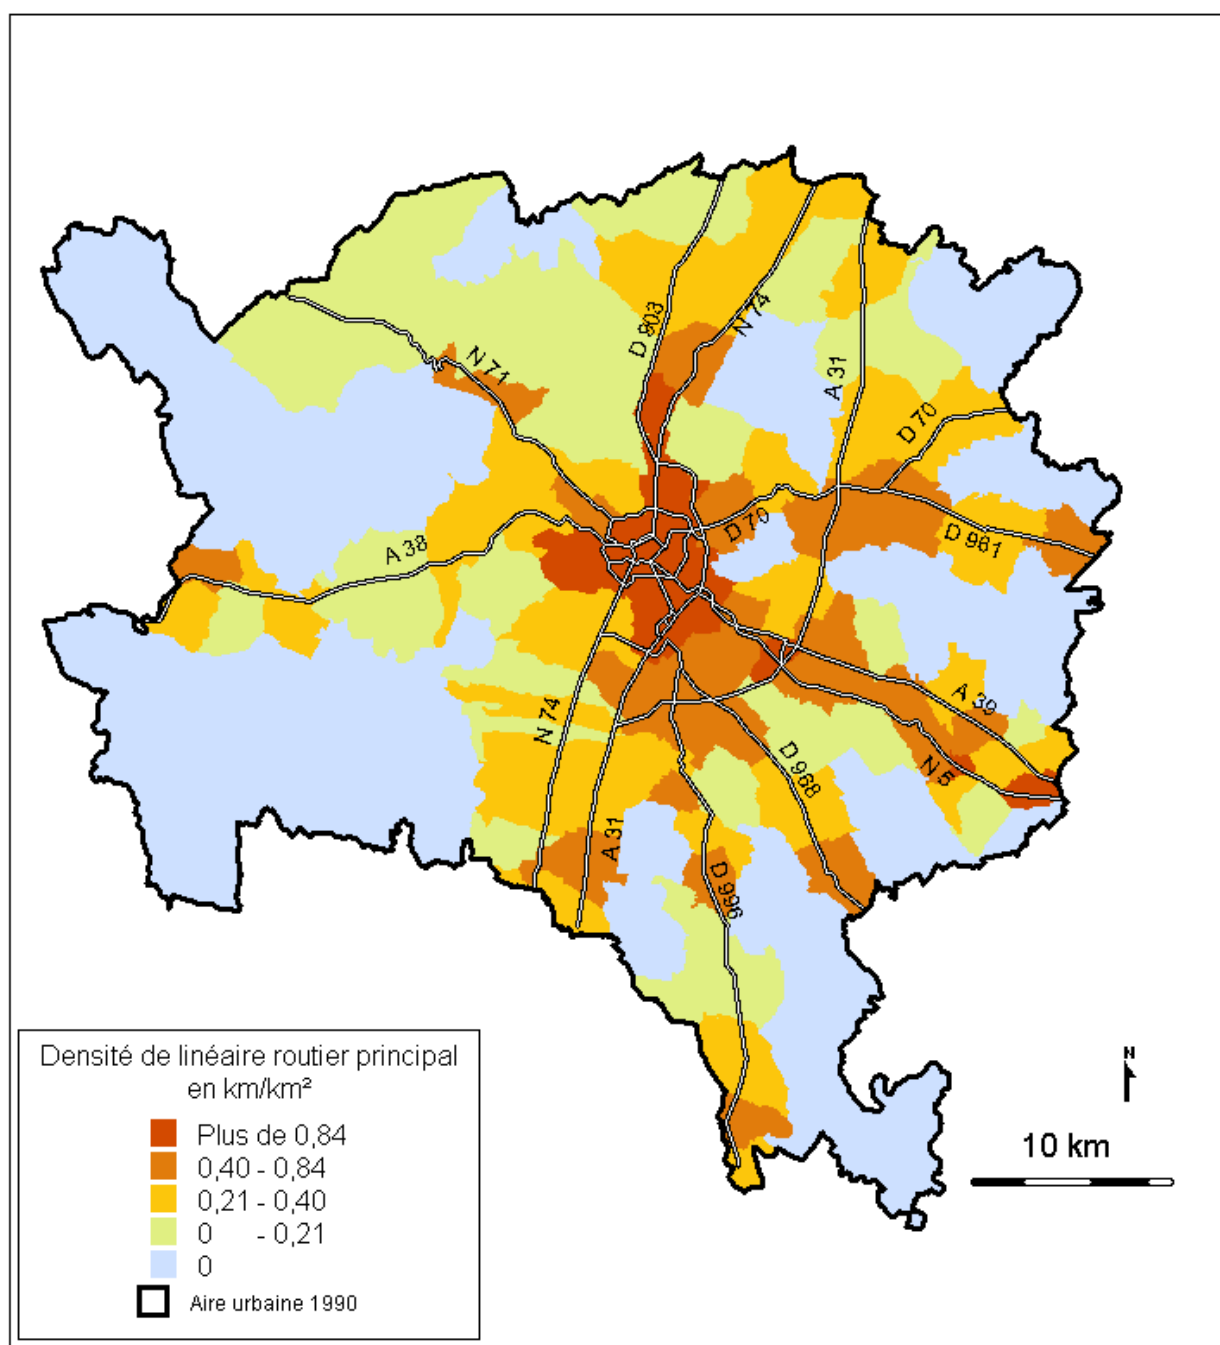 D 903
N 74
A 31
N 71
D 70
D 70
D 961
A 38
A 39
N 74
N 5
D 968
A 31
D 996
Densité de linéaire routier principal
en km/km²
Plus de 0,84
0,40 - 0,84
0,21 - 0,40
0 - 0,21
0
Aire urbaine 1990
N
10 km